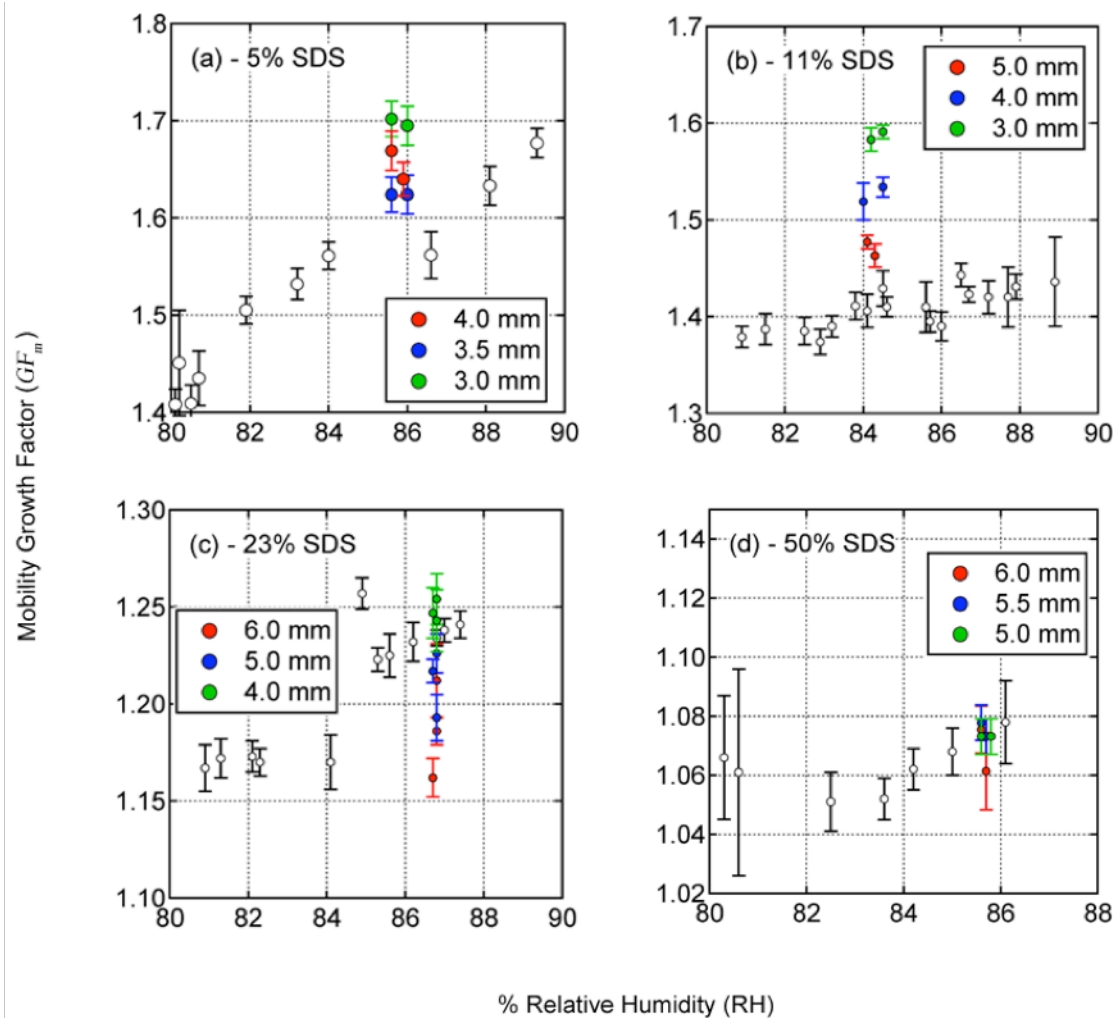 Mobility Growth Factor (GFm)
(a) - 5% SDS
1.8
1.7
1.6
1.5
1.4
4.0 mm
3.5 mm
3.0 mm
80 82 84 86 88 90
(b) - 11% SDS
1.7
1.6
1.5
1.4
1.3
5.0 mm
4.0 mm
3.0 mm
80 82 84 86 88 90
(c) - 23% SDS
1.30
1.25
1.20
1.15
1.10
6.0 mm
5.0 mm
4.0 mm
80 82 84 86 88 90
(d) - 50% SDS
1.14
1.12
1.10
1.08
1.06
1.04
1.02
6.0 mm
5.5 mm
5.0 mm
80 82 84 86 88
% Relative Humidity (RH)